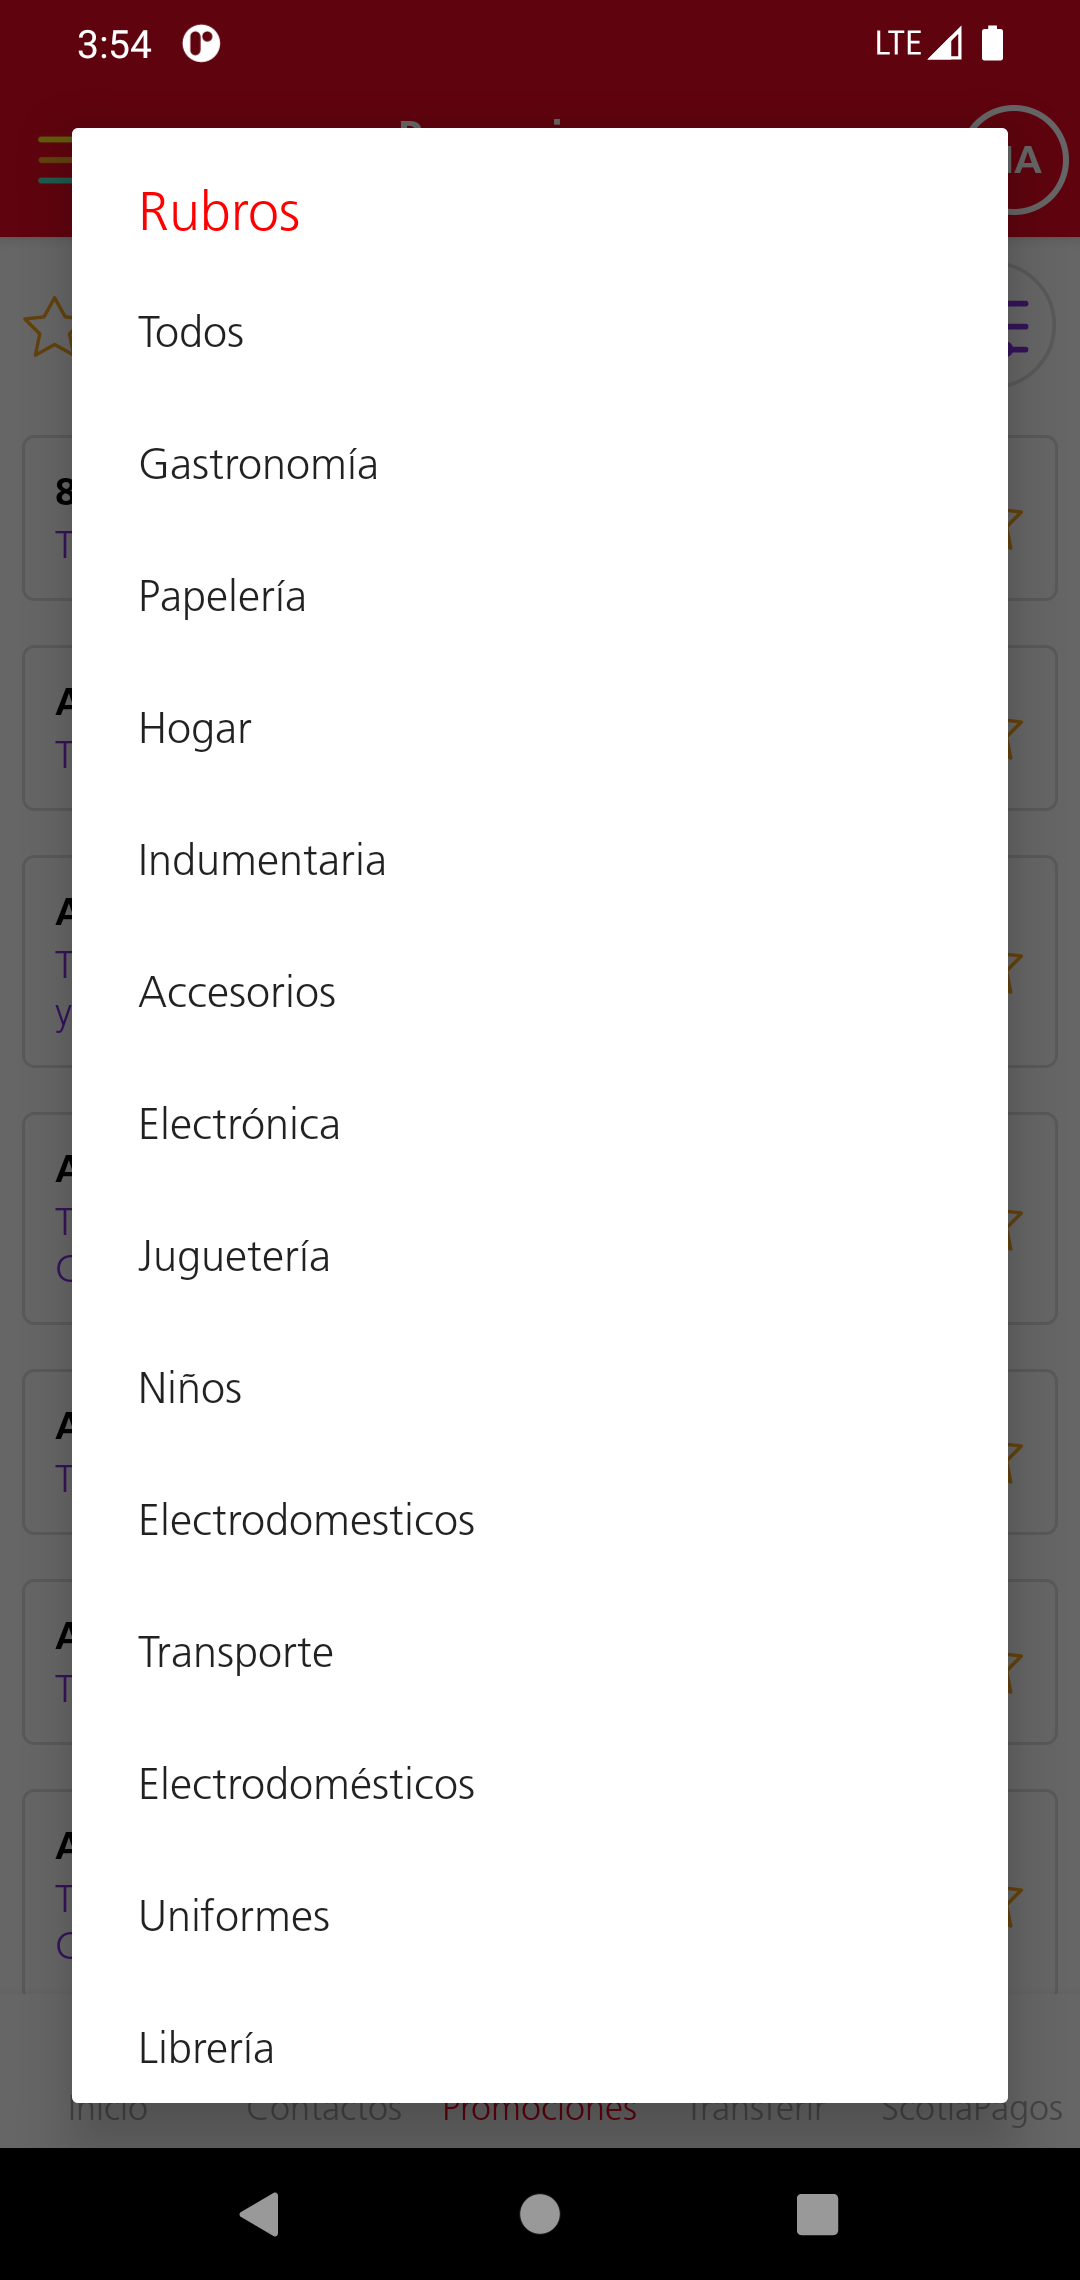 3:54
LTE
Rubros
Todos
Gastronomía
Papelería
Hogar
Indumentaria
Accesorios
Electrónica
Juguetería
Niños
Electrodomesticos
Transporte
Electrodomésticos
Uniformes
Librería
Inicio Contactos Promociones Transferir ScotiaPagos